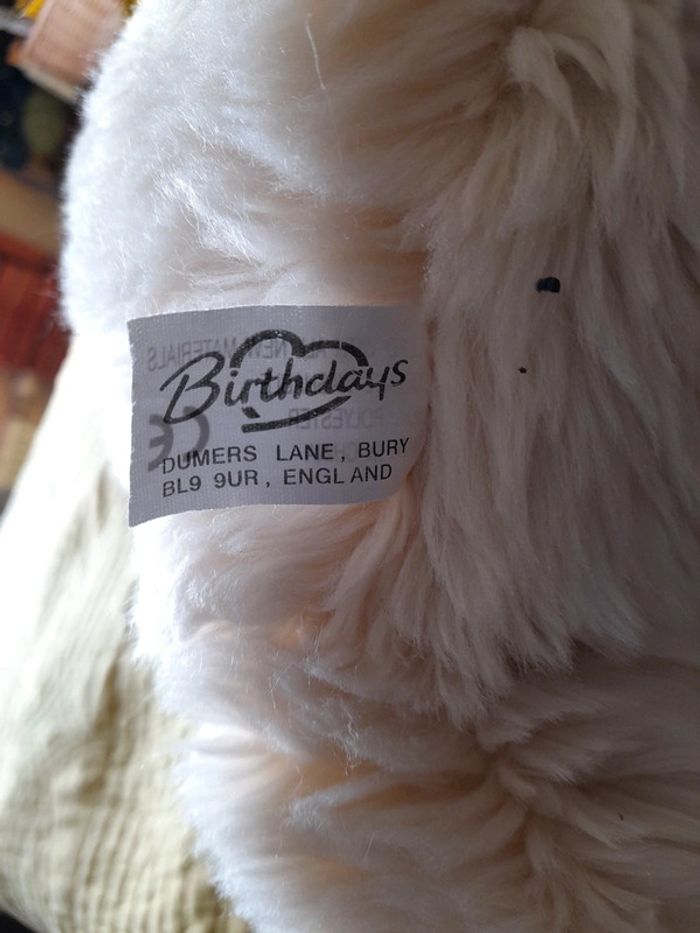 Birthdays
DUMERS LANE, BURY
BL9 9UR, ENGLAND